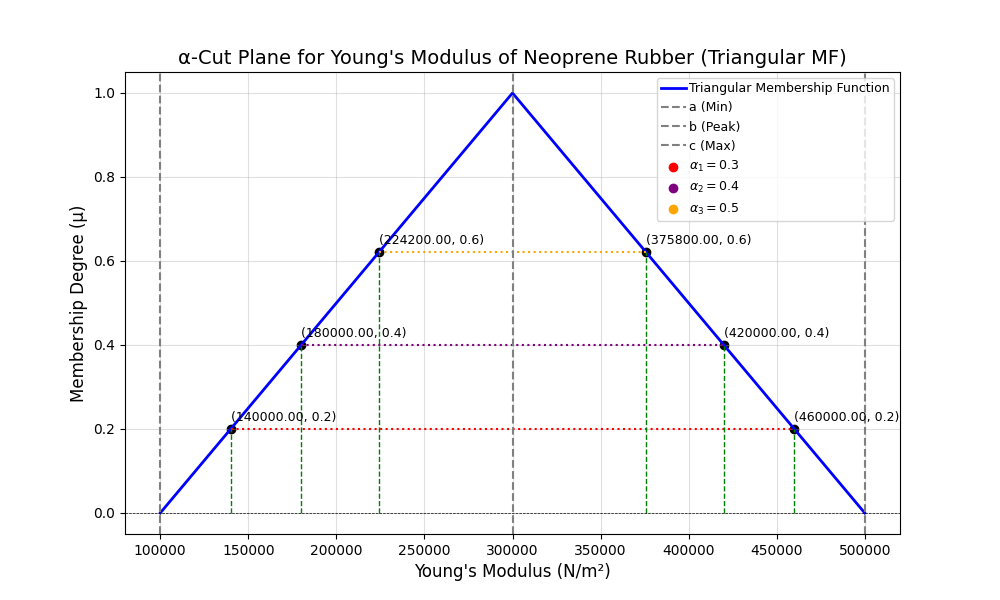 α-Cut Plane for Young's Modulus of Neoprene Rubber (Triangular MF)
Triangular Membership Function
a (Min)
b (Peak)
c (Max)
α₁ = 0.3
α₂ = 0.4
α₃ = 0.5
Membership Degree (μ)
1.0
0.8
0.6
0.4
0.2
0.0
(224200.00, 0.6)
(375800.00, 0.6)
(180000.00, 0.4)
(420000.00, 0.4)
(140000.00, 0.2)
(460000.00, 0.2)
100000 150000 200000 250000 300000 350000 400000 450000 500000
Young's Modulus (N/m²)